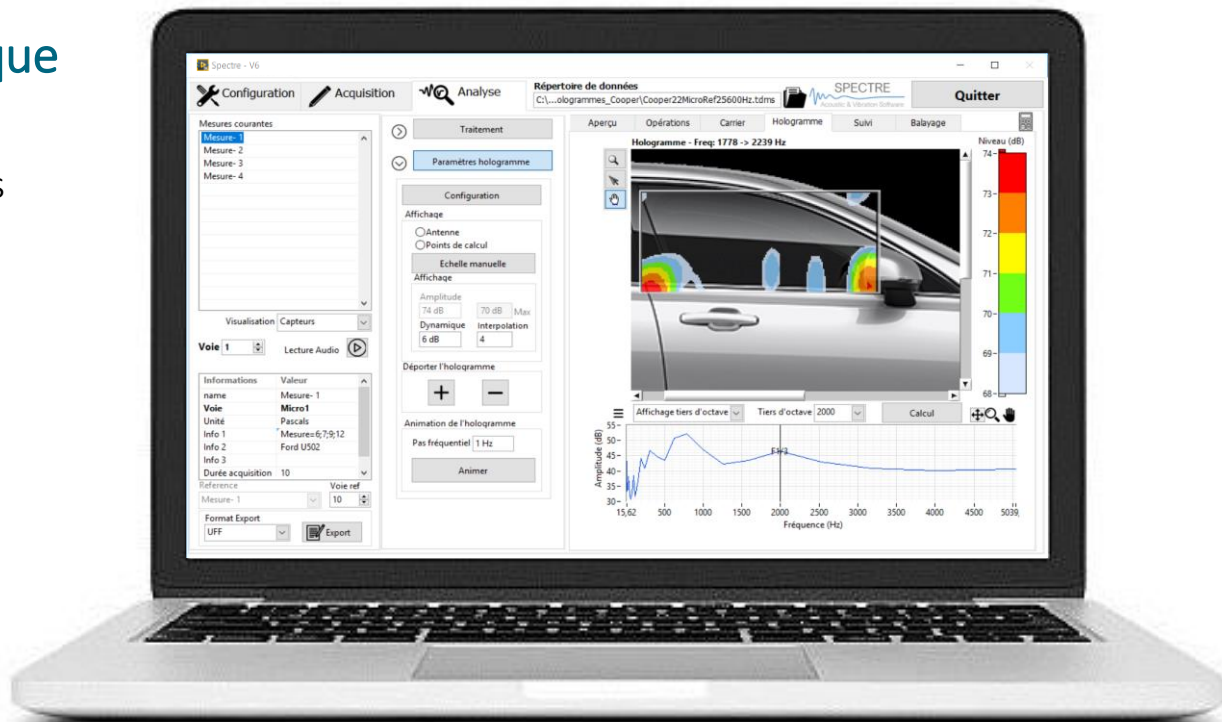 que
s
Spectre - V6
Configuration
Acquisition
Analyse
Répertoire de données
C:\...ologrammes_Cooper\Cooper22MicroRef25600Hz.tdms
SPECTRE
Acoustic & Vibration Software
Quitter
Mesures courantes
Mesure- 1
Mesure- 2
Mesure- 3
Mesure- 4
Visualisation Capteurs
Voie 1
Lecture Audio
Informations Valeur
name Mesure- 1
Voie Micro1
Unité Pascals
Info 1 Mesure=6;7;9;12
Info 2 Ford U502
Info 3
Durée acquisition 10
Reference
Voie ref
Mesure- 1
10
Format Export
UFF
Export
Traitement
Paramètres hologramme
Configuration
Affichage
Antenne
Points de calcul
Echelle manuelle
Affichage
Amplitude
74 dB 70 dB Max
Dynamique Interpolation
6 dB 4
Déporter l'hologramme
+ −
Animation de l'hologramme
Pas fréquentiel 1 Hz
Animer
Aperçu Opérations Carrier Hologramme Suivi Balayage
Hologramme - Freq: 1778 -> 2239 Hz
Niveau (dB)
74-
73-
72-
71-
70-
69-
68-
Affichage tiers d'octave Tiers d'octave 2000 Calcul
Amplitude (dB)
55-
50-
45-
40-
35-
30-
15,62 500 1000 1500 2000 2500 3000 3500 4000 4500 5039,
Fréquence (Hz)